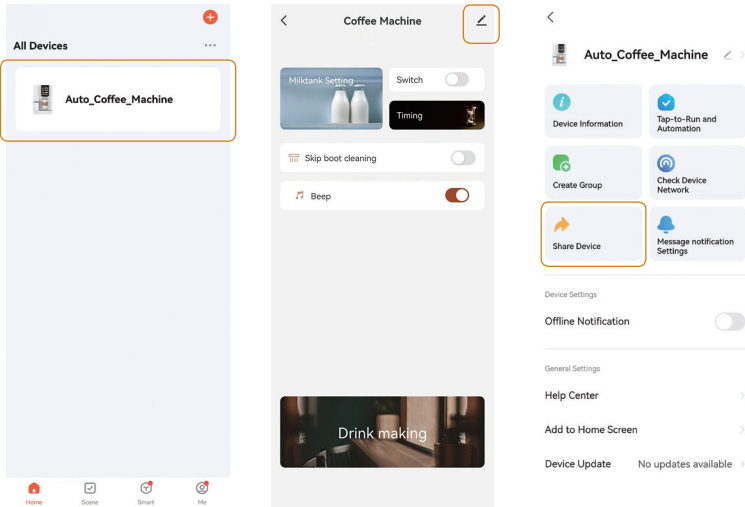 All Devices
Auto_Coffee_Machine
Home
Scene
Smart
Me
Coffee Machine
Milktank Setting
Switch
Timing
Skip boot cleaning
Beep
Drink making
Auto_Coffee_Machine
Device Information
Tap-to-Run and
Automation
Create Group
Check Device
Network
Share Device
Message notification
Settings
Device Settings
Offline Notification
General Settings
Help Center
Add to Home Screen
Device Update No updates available